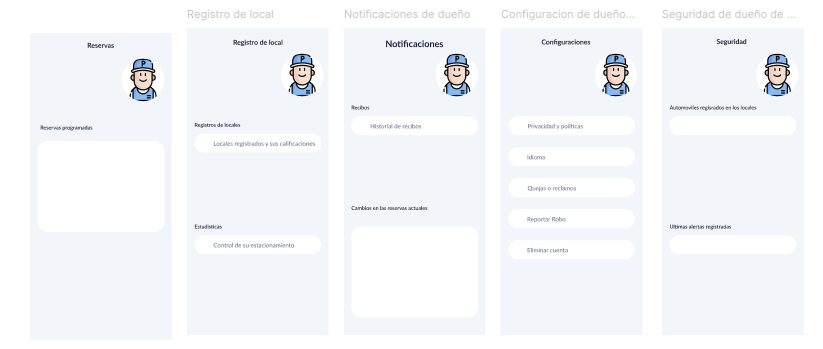 Reservas
Reservas programadas
Registro de local
Registro de local
Registros de locales
Locales registrados y sus calificaciones
Estadisticas
Control de su estacionamiento
Notificaciones de dueño
Notificaciones
Recibos
Historial de recibos
Cambios en las reservas actuales
Configuracion de dueño...
Configuraciones
Privacidad y políticas
Idioma
Quejas o reclamos
Reportar Robo
Eliminar cuenta
Seguridad de dueño de ...
Seguridad
Automoviles regisrados en los locales
Ultimas alertas registradas
P
P
P
P
P